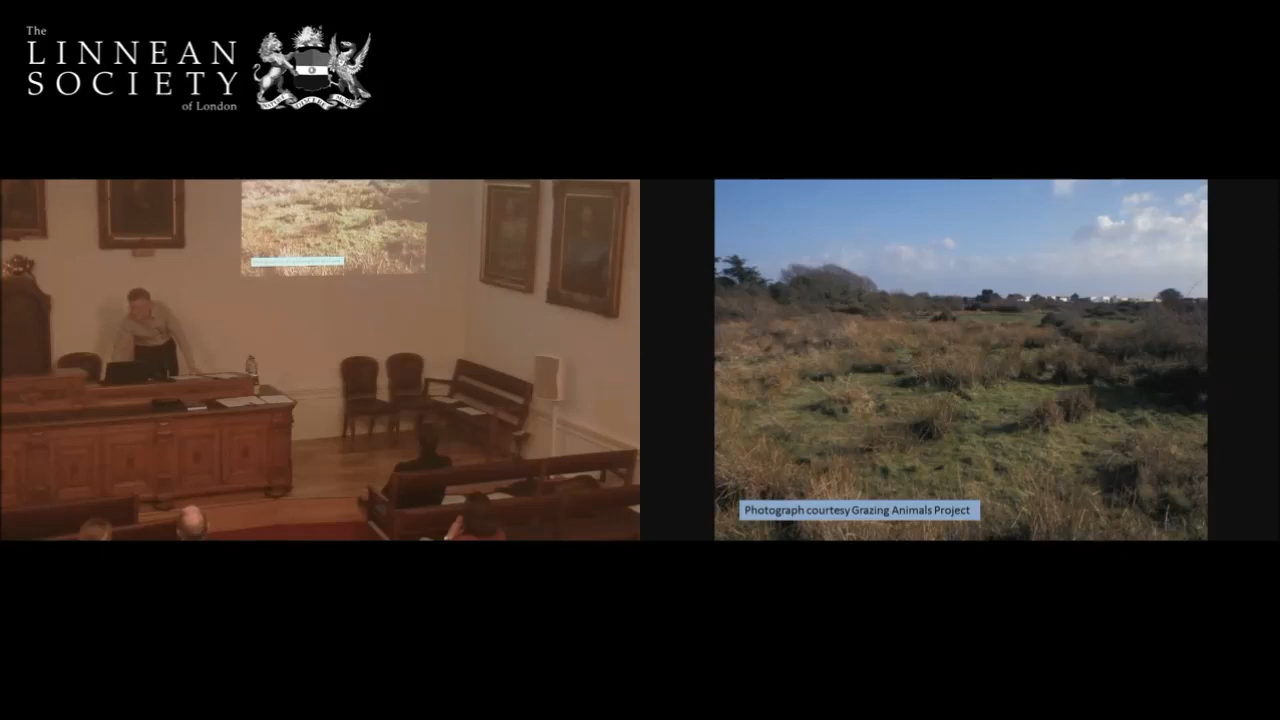 The
LINNEAN
SOCIETY
of London
Photograph courtesy Grazing Animals Project